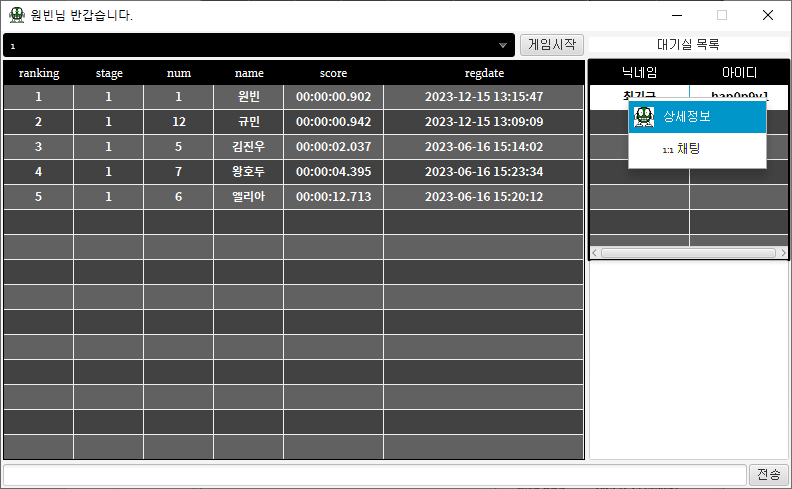 원빈님 반갑습니다.
1 게임시작 대기실 목록
ranking stage num name score regdate
닉네임 아이디
1 1 1 원빈 00:00:00.902 2023-12-15 13:15:47
2 1 12 규민 00:00:00.942 2023-12-15 13:09:09
3 1 5 김진우 00:00:02.037 2023-06-16 15:14:02
4 1 7 왕호두 00:00:04.395 2023-06-16 15:23:34
5 1 6 엘리아 00:00:12.713 2023-06-16 15:20:12
상세정보
1:1 채팅
전송